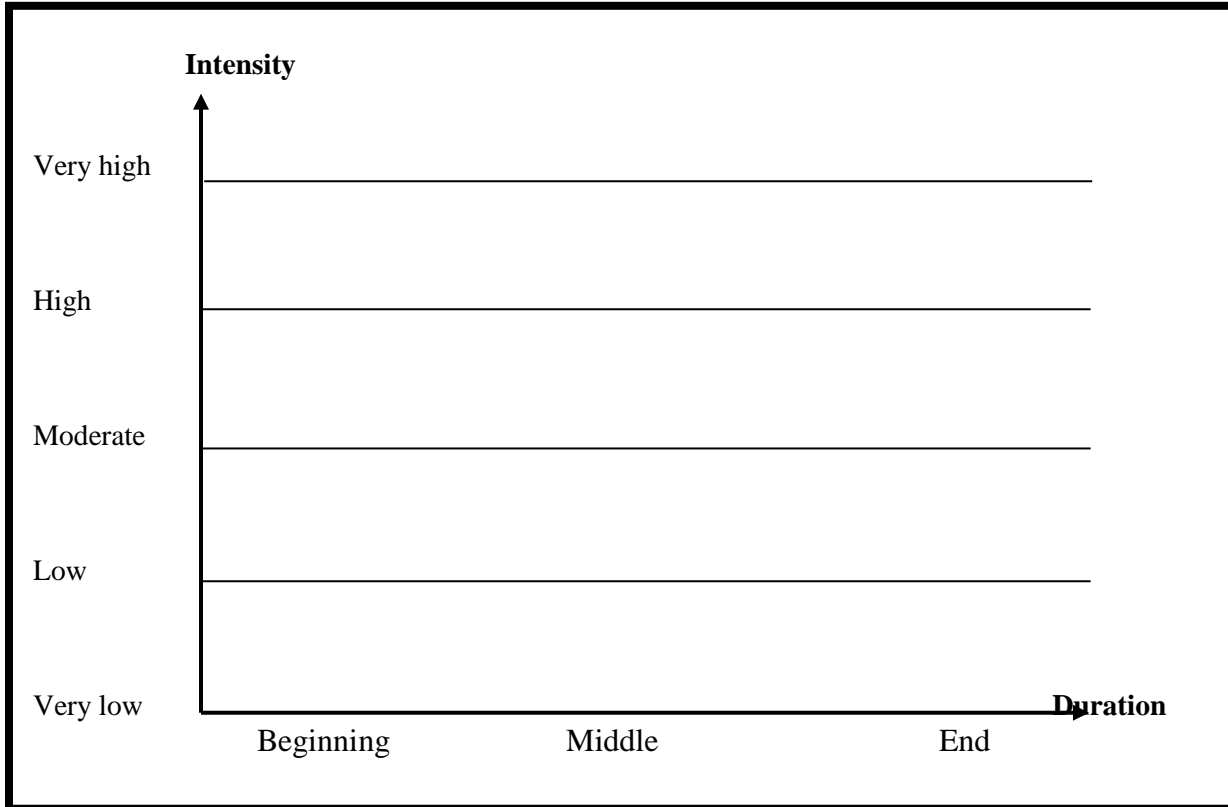 Intensity
Very high
High
Moderate
Low
Very low
Duration
Beginning Middle End